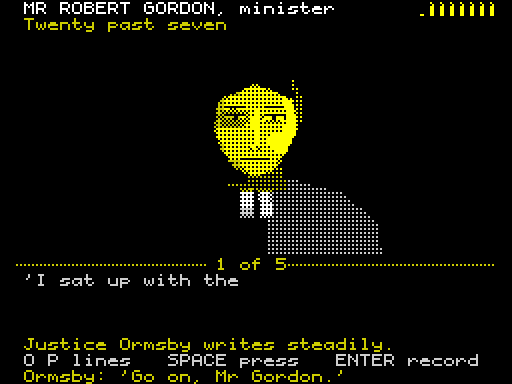 MR ROBERT GORDON, minister
Twenty past seven
1 of 5
'I sat up with the
Justice Ormsby writes steadily.
O P lines   SPACE press   ENTER record
Ormsby: 'Go on, Mr Gordon.'